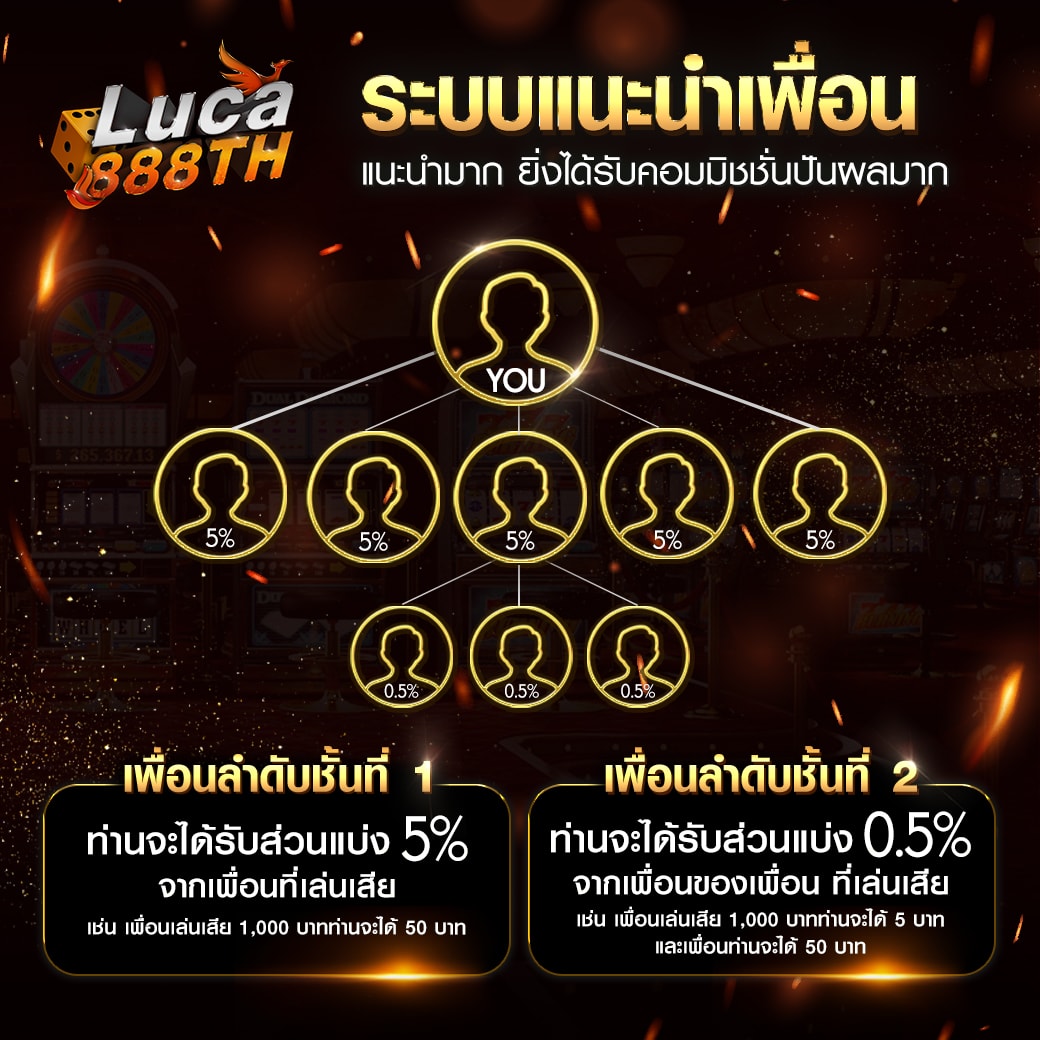 Luca
888TH
ระบบแนะนำเพื่อน
แนะนำมาก ยิ่งได้รับคอมมิชชั่นปันผลมาก
YOU
DUAL DIAMOND
5% 5% 5% 5% 5%
0.5% 0.5% 0.5%
เพื่อนลำดับชั้นที่ 1
ท่านจะได้รับส่วนแบ่ง 5%
จากเพื่อนที่เล่นเสีย
เช่น เพื่อนเล่นเสีย 1,000 บาทท่านจะได้ 50 บาท
เพื่อนลำดับชั้นที่ 2
ท่านจะได้รับส่วนแบ่ง 0.5%
จากเพื่อนของเพื่อน ที่เล่นเสีย
เช่น เพื่อนเล่นเสีย 1,000 บาทท่านจะได้ 5 บาท
และเพื่อนท่านจะได้ 50 บาท